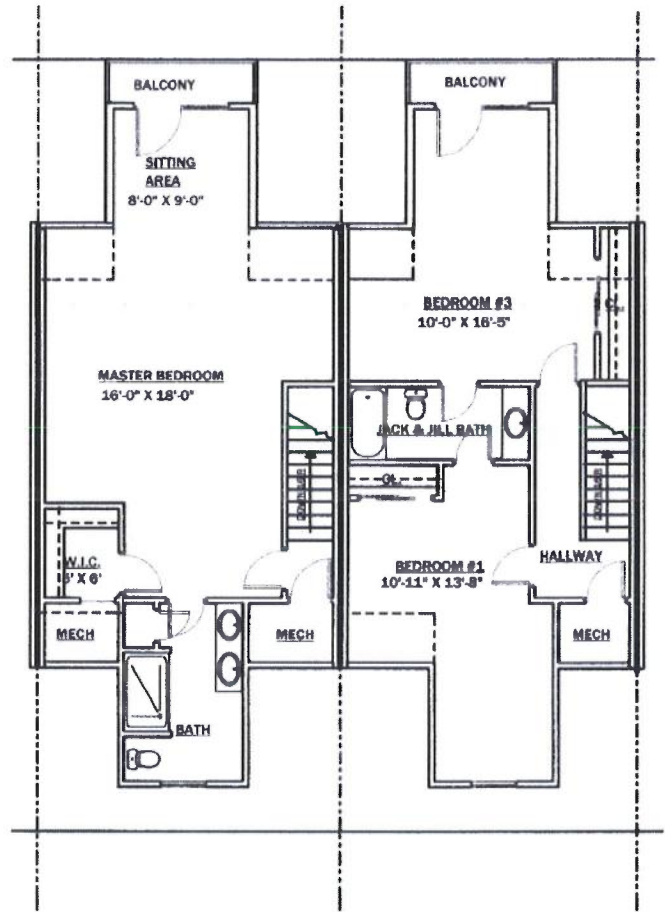 BALCONY
SITTING
AREA
8'-0" X 9'-0"
MASTER BEDROOM
16'-0" X 18'-0"
W.I.C.
X 6'
MECH
MECH
BATH
BALCONY
BEDROOM #3
10'-0" X 16'-5"
JACK & JILL BATH
CL.
BEDROOM #1
10'-11" X 13'-8"
HALLWAY
MECH